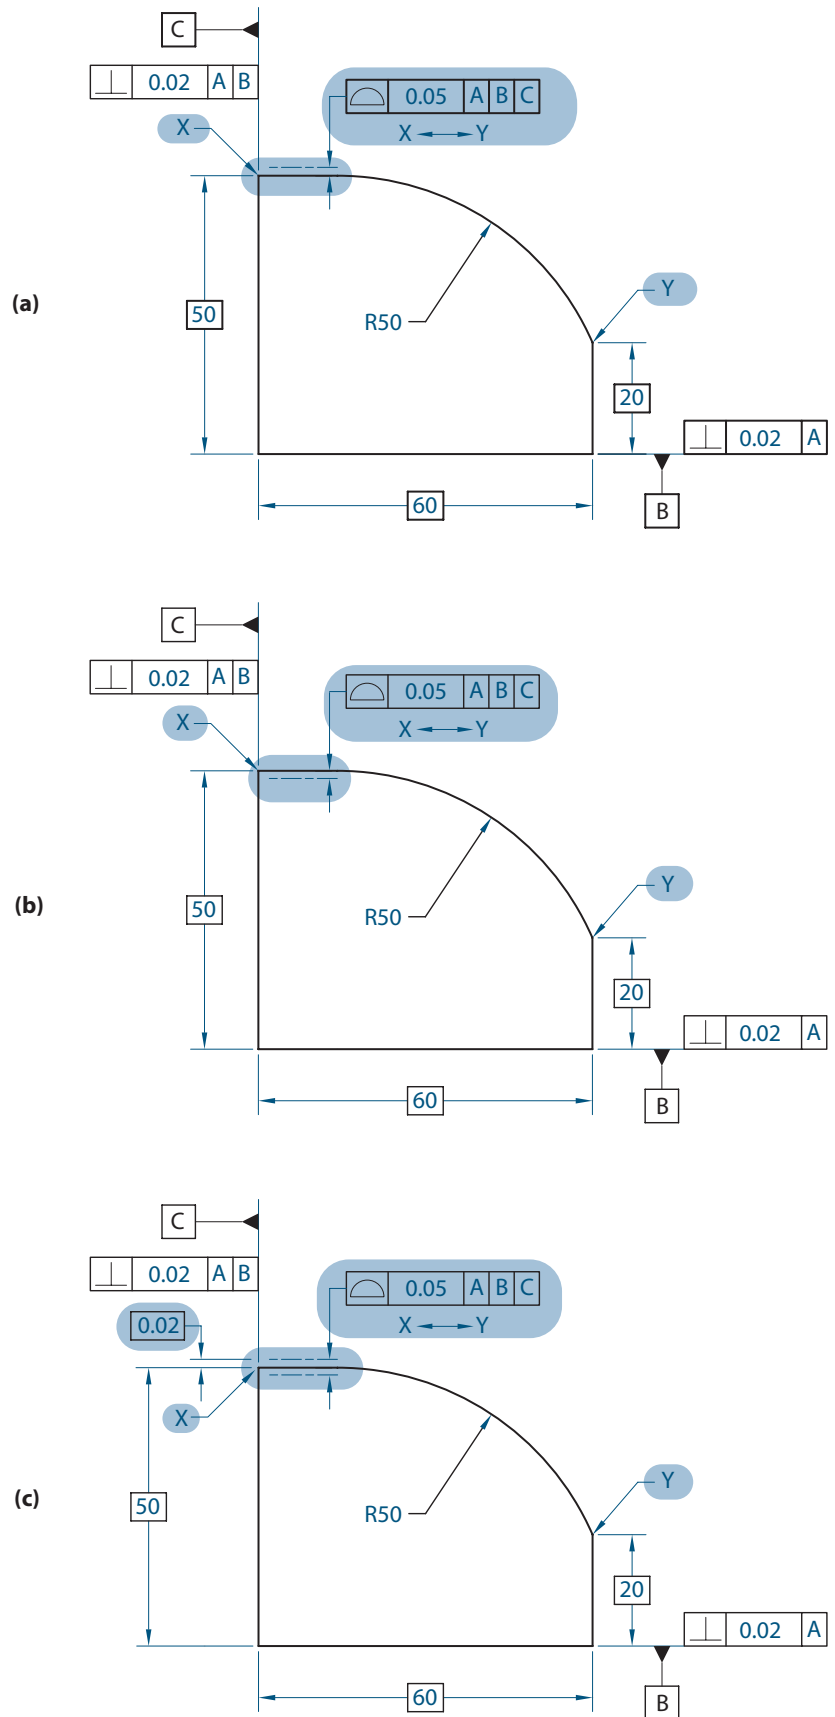 C
⊥ 0.02 A B
⌓ 0.05 A B C
X ↔ Y
X
(a)
50
R50
Y
20
⊥ 0.02 A
60
B
C
⊥ 0.02 A B
⌓ 0.05 A B C
X ↔ Y
X
(b)
50
R50
Y
20
⊥ 0.02 A
60
B
C
⊥ 0.02 A B
⌓ 0.05 A B C
0.02
X ↔ Y
X
(c)
50
R50
Y
20
⊥ 0.02 A
60
B